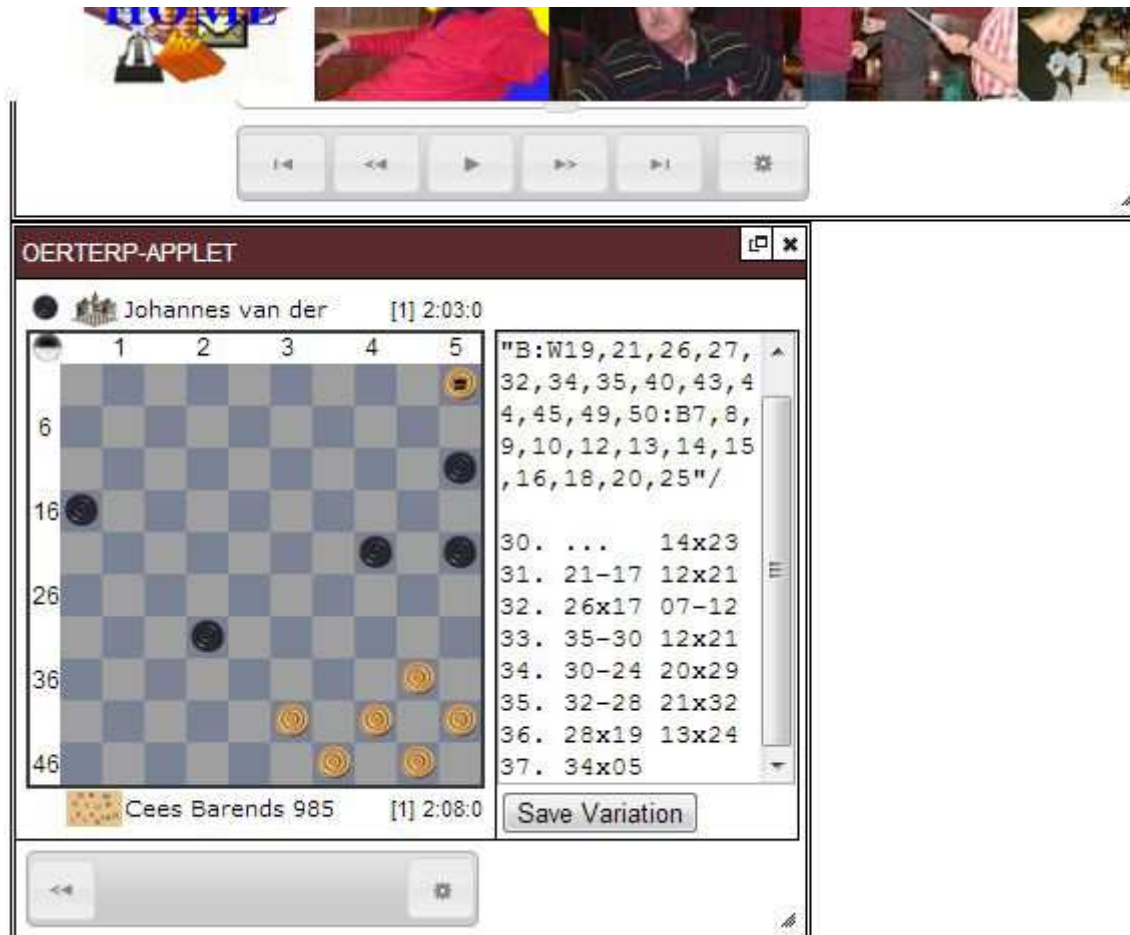 HOME
OERTERP-APPLET
Johannes van der [1] 2:03:0
1 2 3 4 5
6
16
26
36
46
"B:W19,21,26,27,
32,34,35,40,43,4
4,45,49,50:B7,8,
9,10,12,13,14,15
,16,18,20,25"/
30. ... 14x23
31. 21-17 12x21
32. 26x17 07-12
33. 35-30 12x21
34. 30-24 20x29
35. 32-28 21x32
36. 28x19 13x24
37. 34x05
Cees Barends 985 [1] 2:08:0
Save Variation